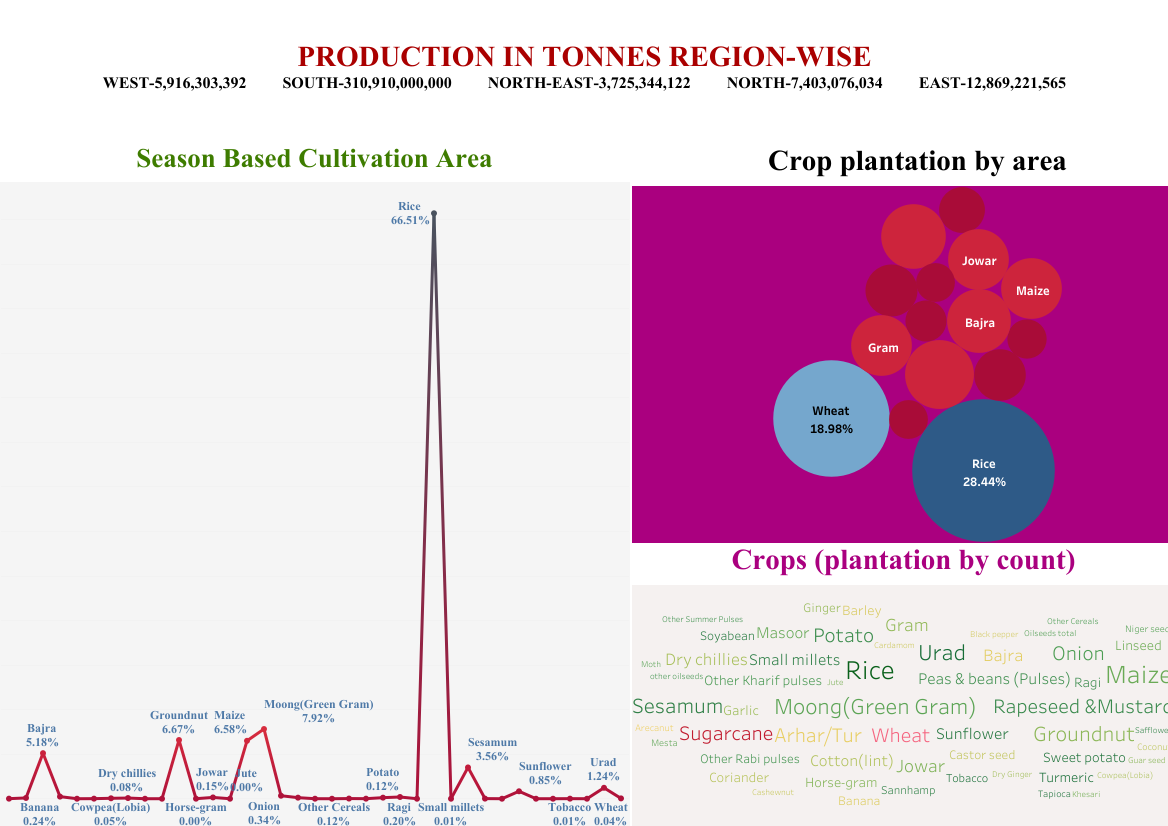 PRODUCTION IN TONNES REGION-WISE
WEST-5,916,303,392 SOUTH-310,910,000,000 NORTH-EAST-3,725,344,122 NORTH-7,403,076,034 EAST-12,869,221,565
Season Based Cultivation Area
Rice
66.51%
Moong(Green Gram)
7.92%
Groundnut
6.67%
Maize
6.58%
Bajra
5.18%
Sesamum
3.56%
Dry chillies
0.08%
Jowar
0.15%
Jute
0.00%
Potato
0.12%
Sunflower
0.85%
Urad
1.24%
Banana
0.24%
Cowpea(Lobia)
0.05%
Horse-gram
0.00%
Onion
0.34%
Other Cereals
0.12%
Ragi
0.20%
Small millets
0.01%
Tobacco
0.01%
Wheat
0.04%
Crop plantation by area
Jowar
Maize
Bajra
Gram
Wheat
18.98%
Rice
28.44%
Crops (plantation by count)
Ginger Barley
Other Summer Pulses Gram Other Cereals
Soyabean Masoor Potato Black pepper Oilseeds total Niger seed
Cardamom Urad Bajra Onion Linseed
Moth Dry chillies Small millets Rice
other oilseeds Other Kharif pulses Jute Peas & beans (Pulses) Ragi Maize
Sesamum Garlic Moong(Green Gram) Rapeseed &Mustard
Arecanut Sugarcane Arhar/Tur Wheat Sunflower Groundnut Safflowe
Mesta Coconu
Other Rabi pulses Cotton(lint) Jowar Castor seed Sweet potato Guar seed
Coriander Horse-gram Tobacco Dry Ginger Turmeric Cowpea(Lobia)
Cashewnut Banana Sannhamp Tapioca Khesari